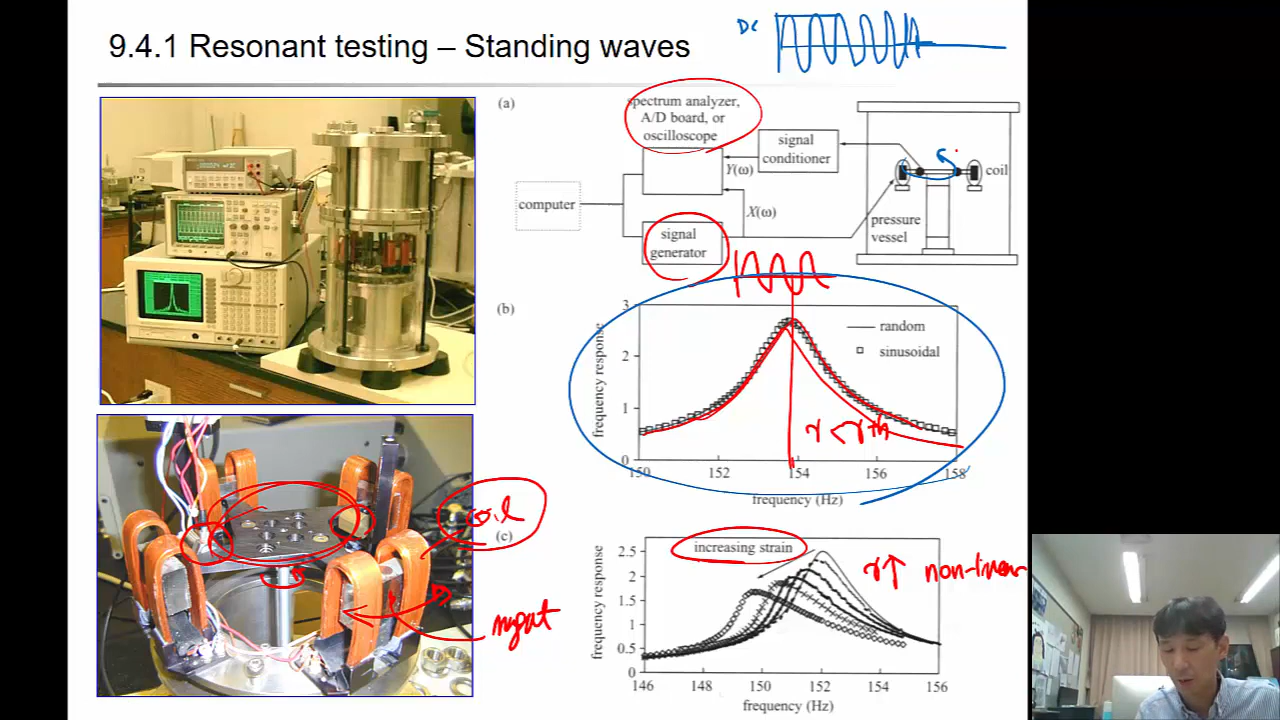 9.4.1 Resonant testing – Standing waves
DC
(a)
spectrum analyzer,
A/D board, or
oscilloscope
signal
conditioner
Y(ω)
coil
computer
X(ω)
pressure
vessel
signal
generator
(b)
3
random
sinusoidal
2
frequency response
1
γ < γth
0
150
152
154
156
158
frequency (Hz)
coil
(c)
increasing strain
2.5
γ↑ non-linear
2
frequency response
1.5
1
0.5
0
146
148
150
152
154
156
frequency (Hz)